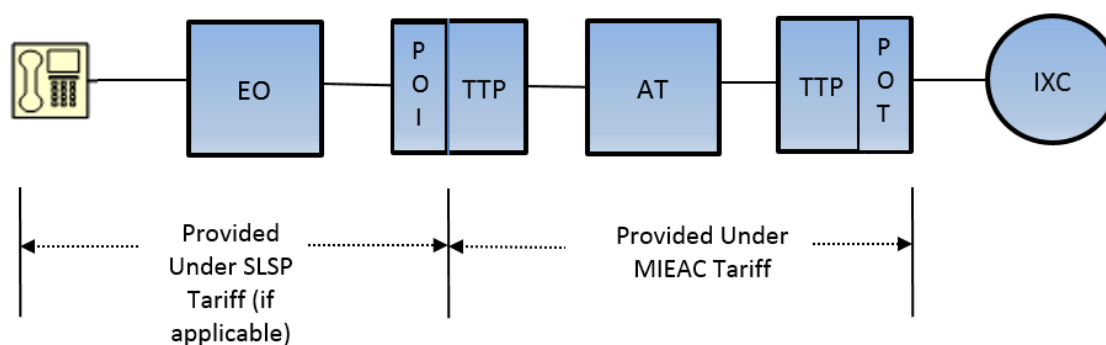 EO
P
O
I
TTP
AT
TTP
P
O
T
IXC
Provided
Under SLSP
Tariff (if
applicable)
Provided Under
MIEAC Tariff